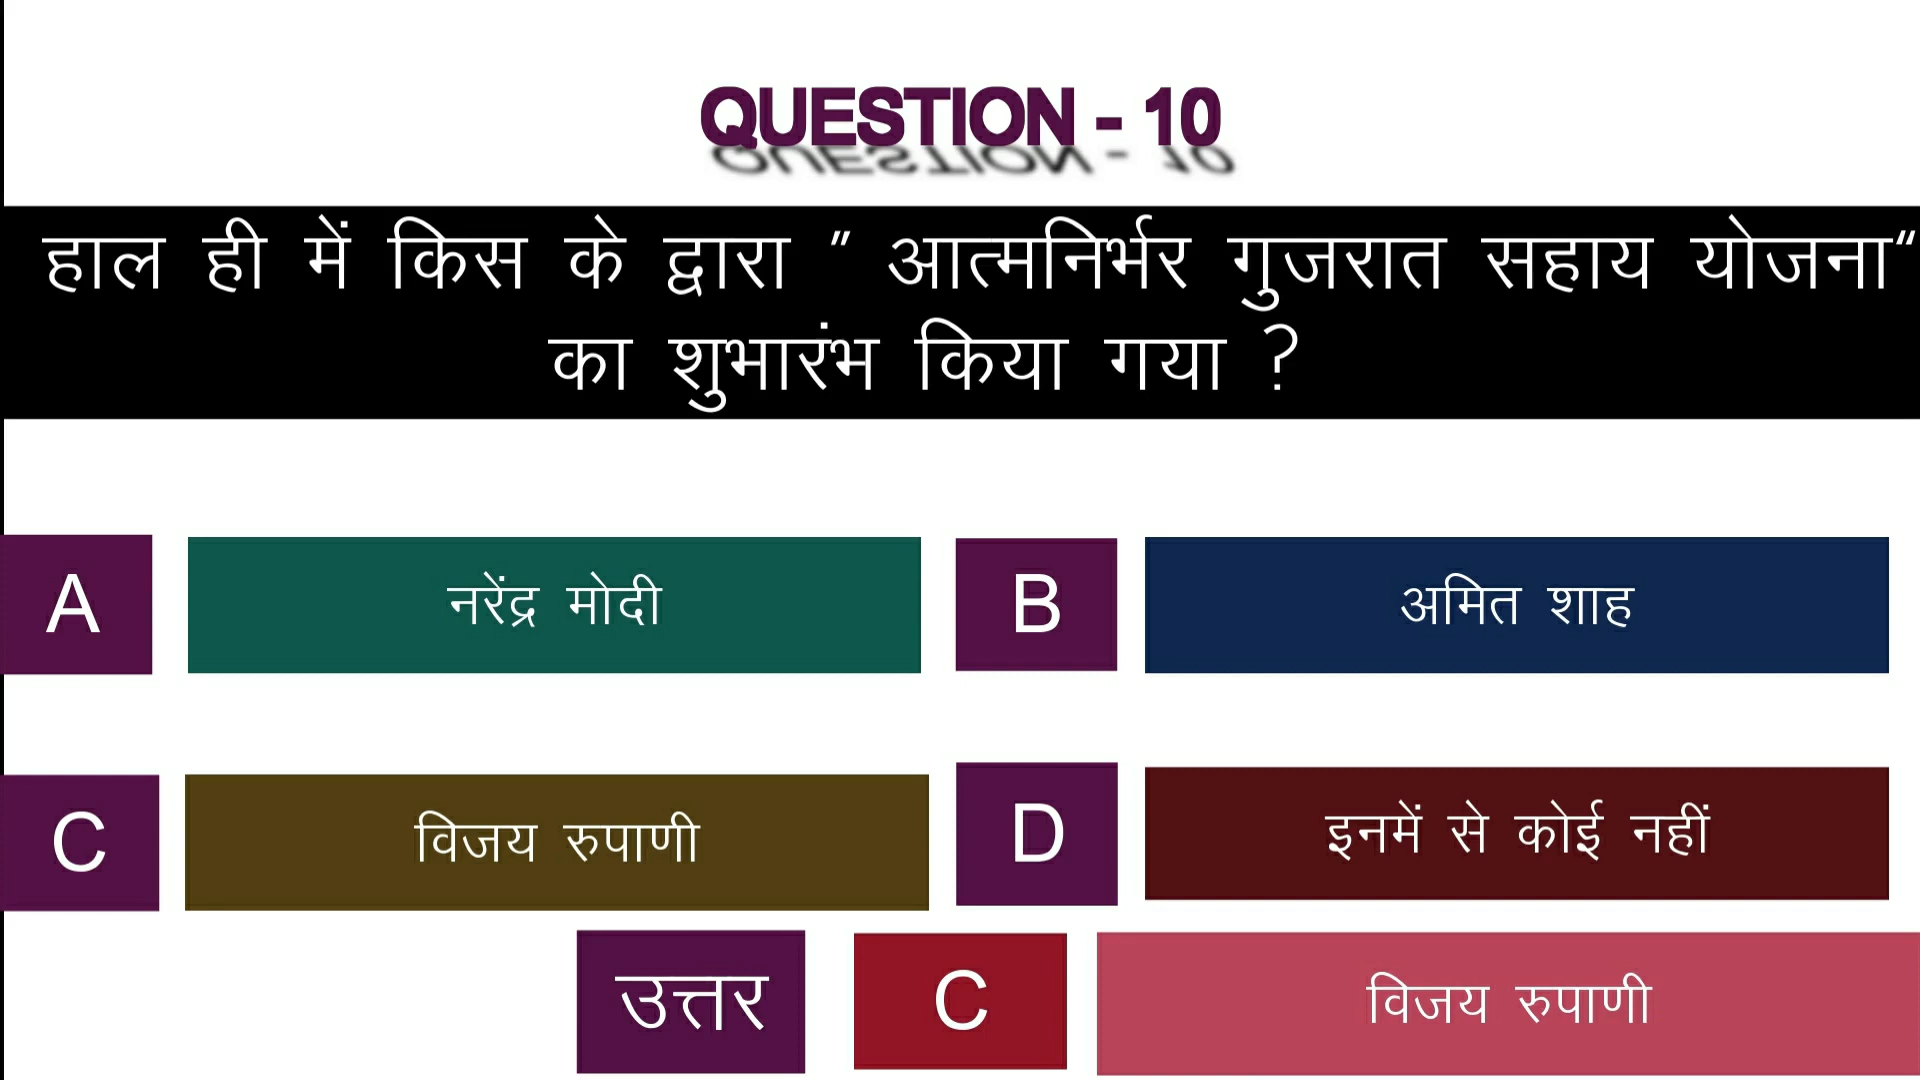 QUESTION - 10
हाल ही में किस के द्वारा " आत्मनिर्भर गुजरात सहाय योजना"
का शुभारंभ किया गया ?
A नरेंद्र मोदी B अमित शाह
C विजय रुपाणी D इनमें से कोई नहीं
उत्तर C विजय रुपाणी